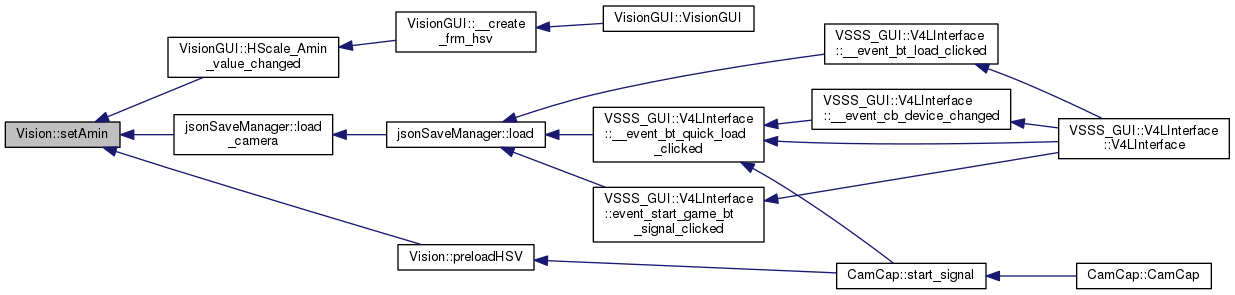 Vision::setAmin
VisionGUI::HScale_Amin
_value_changed
VisionGUI::__create
_frm_hsv
VisionGUI::VisionGUI
jsonSaveManager::load
_camera
jsonSaveManager::load
VSSS_GUI::V4LInterface
::__event_bt_load_clicked
VSSS_GUI::V4LInterface
::__event_bt_quick_load
_clicked
VSSS_GUI::V4LInterface
::__event_cb_device_changed
VSSS_GUI::V4LInterface
::V4LInterface
VSSS_GUI::V4LInterface
::event_start_game_bt
_signal_clicked
Vision::preloadHSV
CamCap::start_signal
CamCap::CamCap